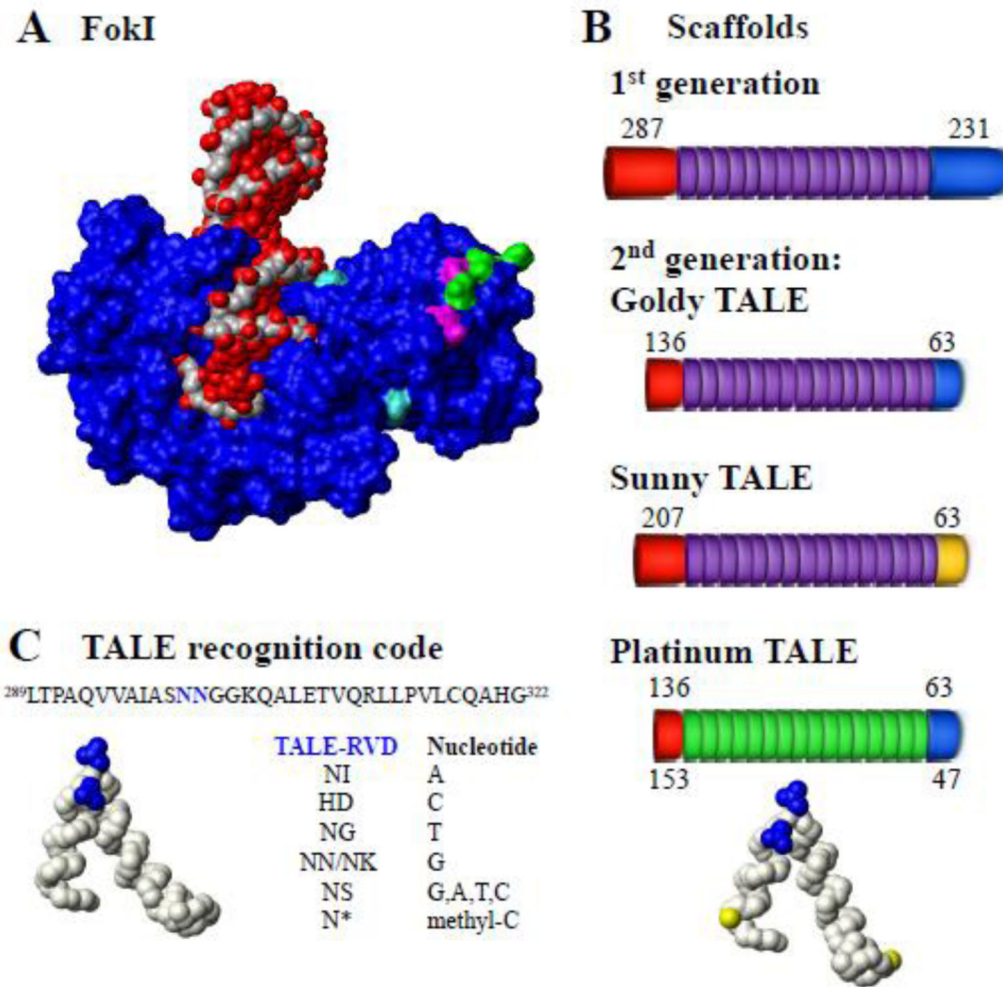 A FokI
B Scaffolds
1st generation
287 231
2nd generation:
Goldy TALE
136 63
Sunny TALE
207 63
Platinum TALE
136 63
153 47
C TALE recognition code
289LTPAQVVAIASNNGGKQALETVQRLLPVLCQAHG322
TALE-RVD Nucleotide
NI A
HD C
NG T
NN/NK G
NS G,A,T,C
N* methyl-C